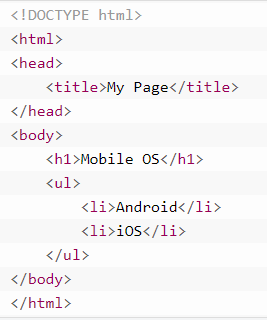 <!DOCTYPE html>
<html>
<head>
    <title>My Page</title>
</head>
<body>
    <h1>Mobile OS</h1>
    <ul>
        <li>Android</li>
        <li>iOS</li>
    </ul>
</body>
</html>